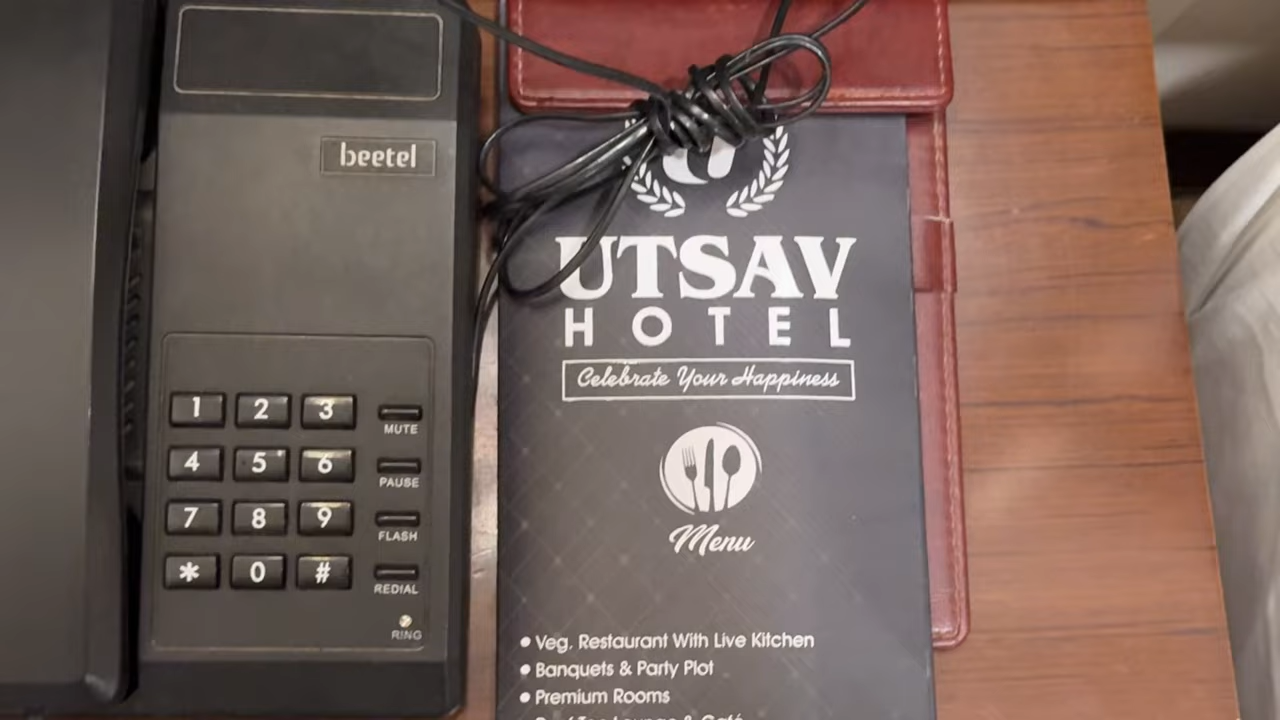 beetel
1 2 3
MUTE
4 5 6
PAUSE
7 8 9
FLASH
* 0 #
REDIAL
RING
UTSAV
HOTEL
Celebrate Your Happiness
Menu
• Veg. Restaurant With Live Kitchen
• Banquets & Party Plot
• Premium Rooms